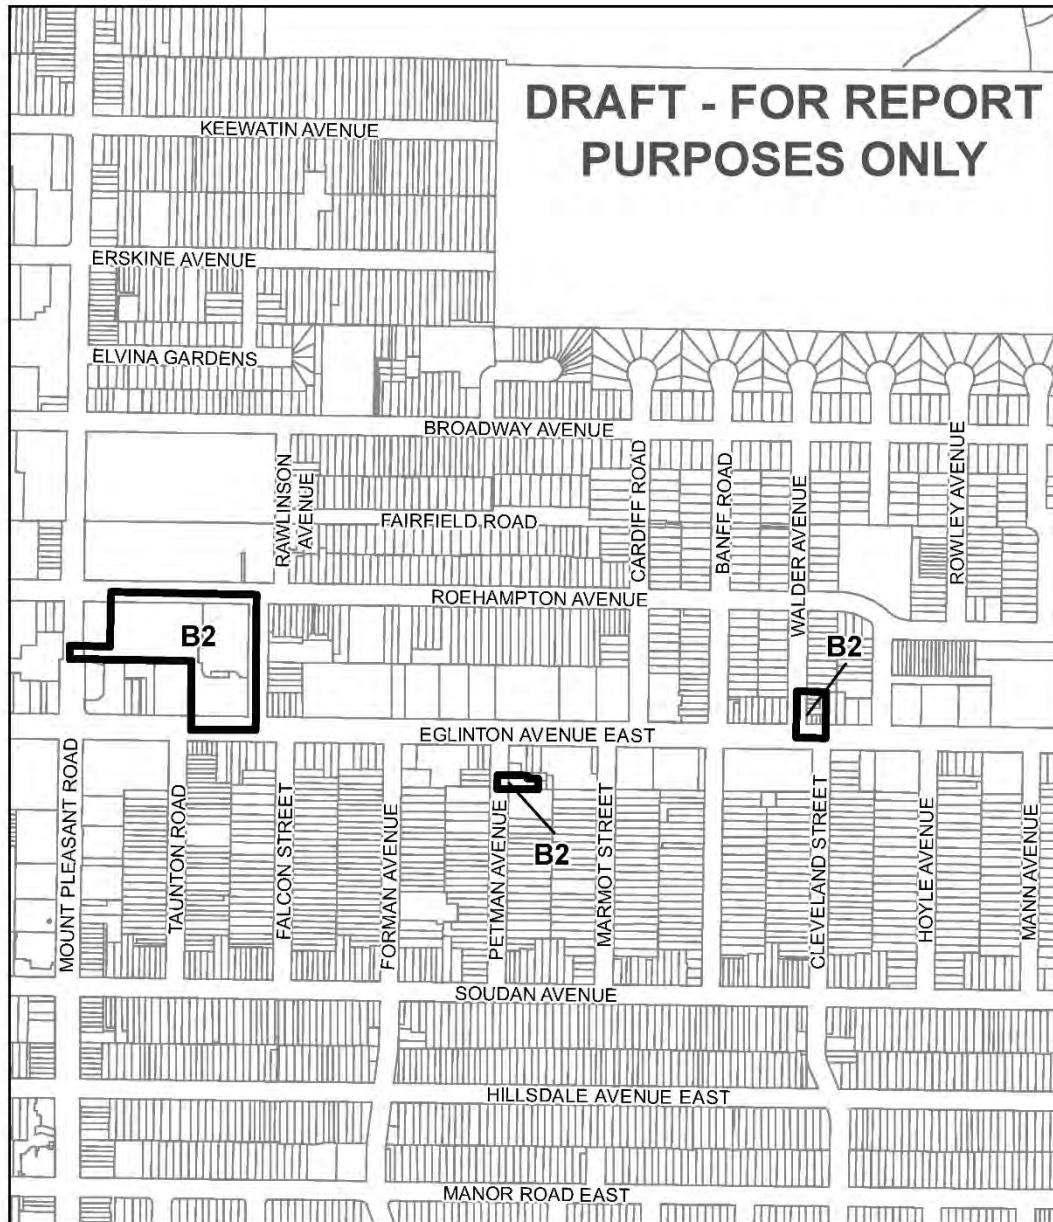 DRAFT - FOR REPORT
PURPOSES ONLY
KEEWATIN AVENUE
ERSKINE AVENUE
ELVINA GARDENS
BROADWAY AVENUE
RAWLINSON
AVENUE
FAIRFIELD ROAD
CARDIFF ROAD
BANFF ROAD
WALDER AVENUE
ROWLEY AVENUE
ROEHAMPTON AVENUE
B2
B2
EGLINTON AVENUE EAST
MOUNT PLEASANT ROAD
TAUNTON ROAD
FALCON STREET
FORMAN AVENUE
PETMAN AVENUE
B2
MARMOT STREET
CLEVELAND STREET
HOYLE AVENUE
MANN AVENUE
SOUDAN AVENUE
HILLSDALE AVENUE EAST
MANOR ROAD EAST